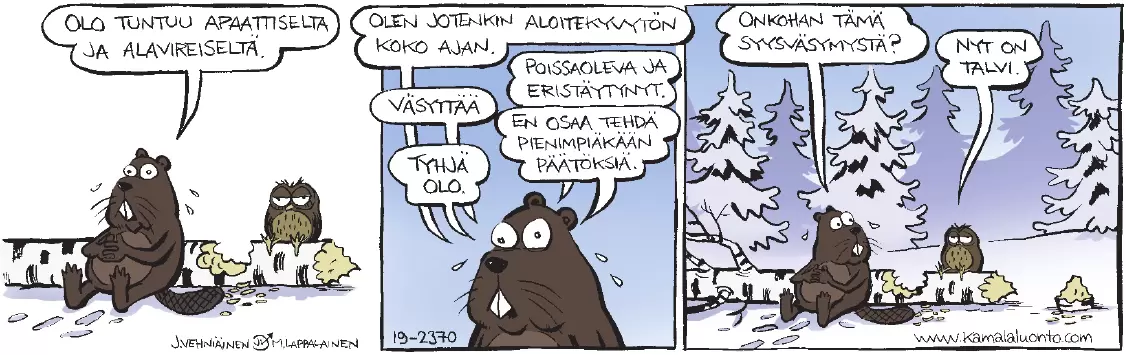 OLO TUNTUU APAATTISELTA
JA ALAVIREISELTÄ.
J.VEHNIÄINEN JV M.LAPPALAINEN
OLEN JOTENKIN ALOITEKYVYTÖN
KOKO AJAN.
VÄSYTTÄÄ
TYHJÄ
OLO.
POISSAOLEVA JA
ERISTÄYTYNYT.
EN OSAA TEHDÄ
PIENIMPIÄKÄÄN
PÄÄTÖKSIÄ.
19-2370
ONKOHAN TÄMÄ
SYYSVÄSYMYSTÄ?
NYT ON
TALVI.
www.kamalaluonto.com